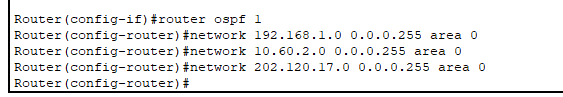 Router(config-if)#router ospf 1
Router(config-router)#network 192.168.1.0 0.0.0.255 area 0
Router(config-router)#network 10.60.2.0 0.0.0.255 area 0
Router(config-router)#network 202.120.17.0 0.0.0.255 area 0
Router(config-router)#